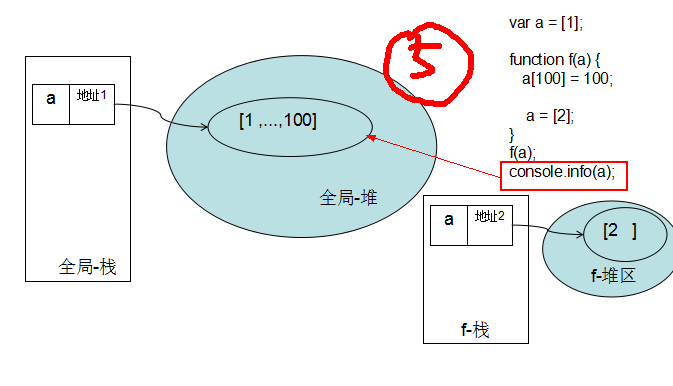 var a = [1];
function f(a) {
a[100] = 100;
a = [2];
}
f(a);
console.info(a);
5
a 地址1
[1 ,...,100]
全局-堆
全局-栈
a 地址2
[2 ]
f-堆区
f-栈